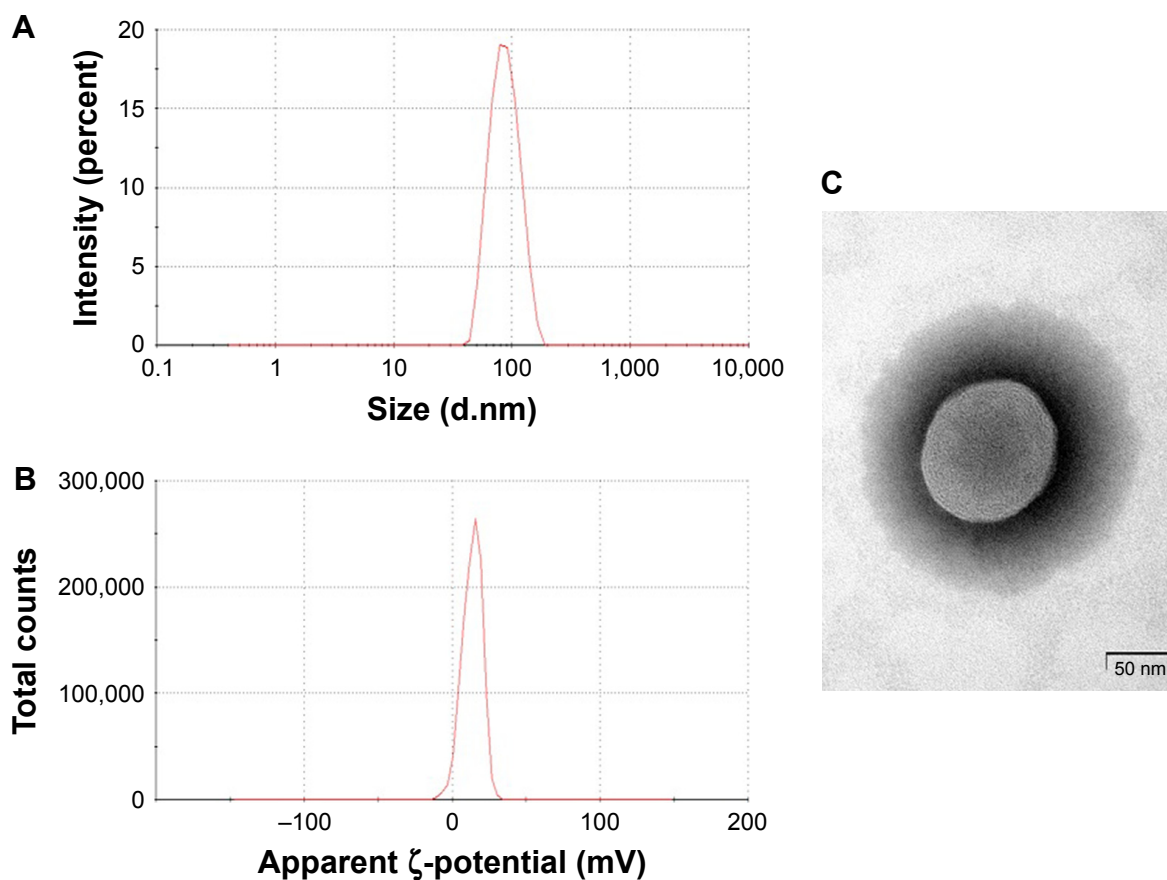 A
20
15
10
5
0
Intensity (percent)
0.1 1 10 100 1,000 10,000
Size (d.nm)
B
300,000
200,000
100,000
0
Total counts
–100 0 100 200
Apparent ζ-potential (mV)
C
50 nm